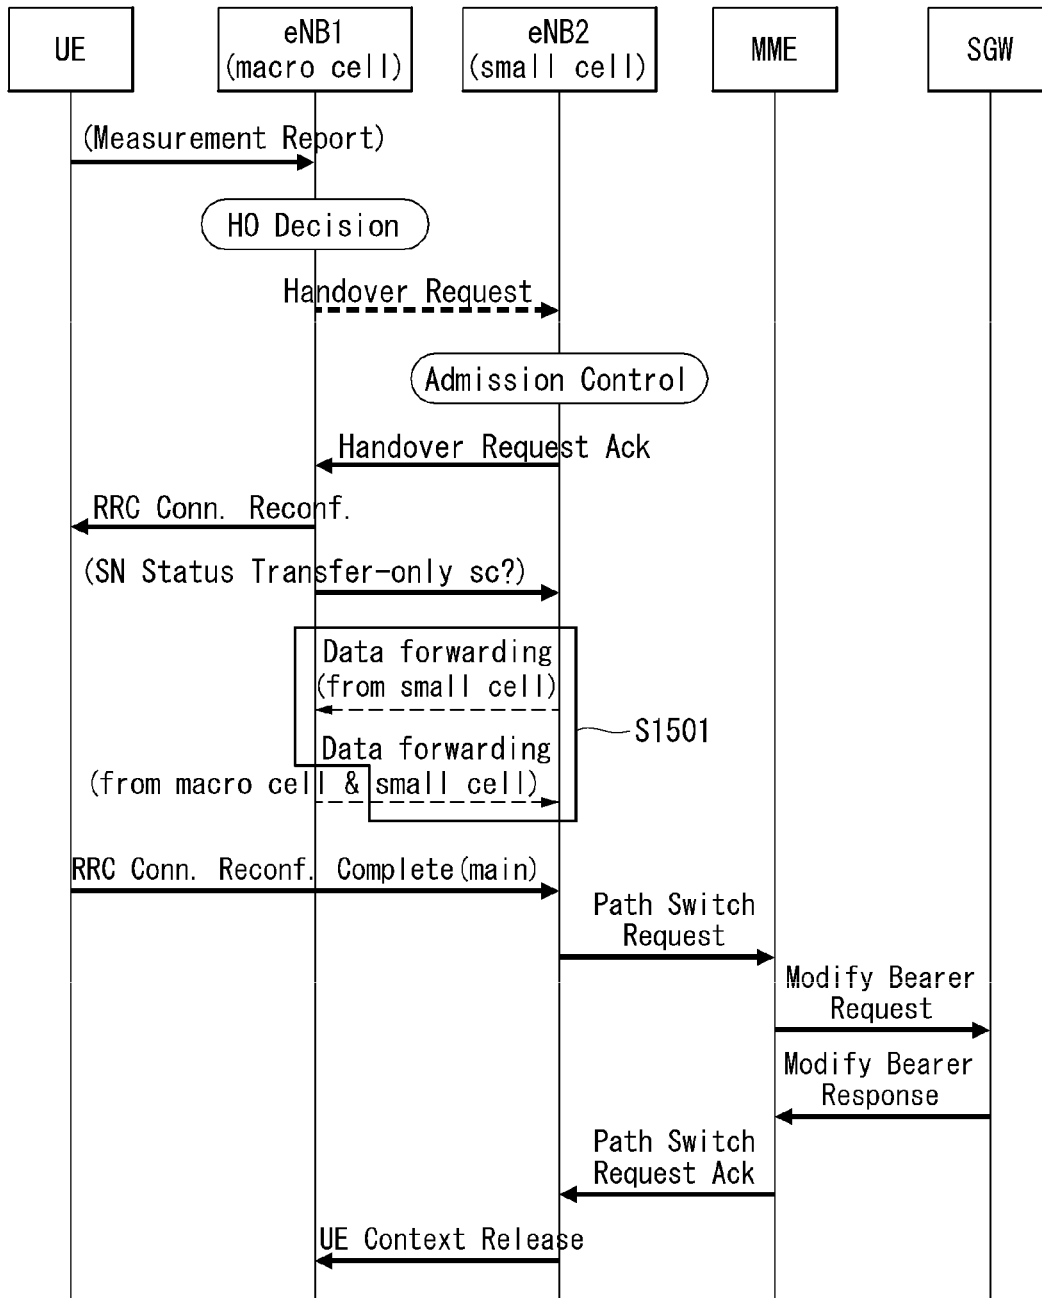 UE
eNB1
(macro cell)
eNB2
(small cell)
MME
SGW
(Measurement Report)
HO Decision
Handover Request
Admission Control
Handover Request Ack
RRC Conn. Reconf.
(SN Status Transfer-only sc?)
Data forwarding
(from small cell)
S1501
Data forwarding
(from macro cell & small cell)
RRC Conn. Reconf. Complete(main)
Path Switch
Request
Modify Bearer
Request
Modify Bearer
Response
Path Switch
Request Ack
UE Context Release